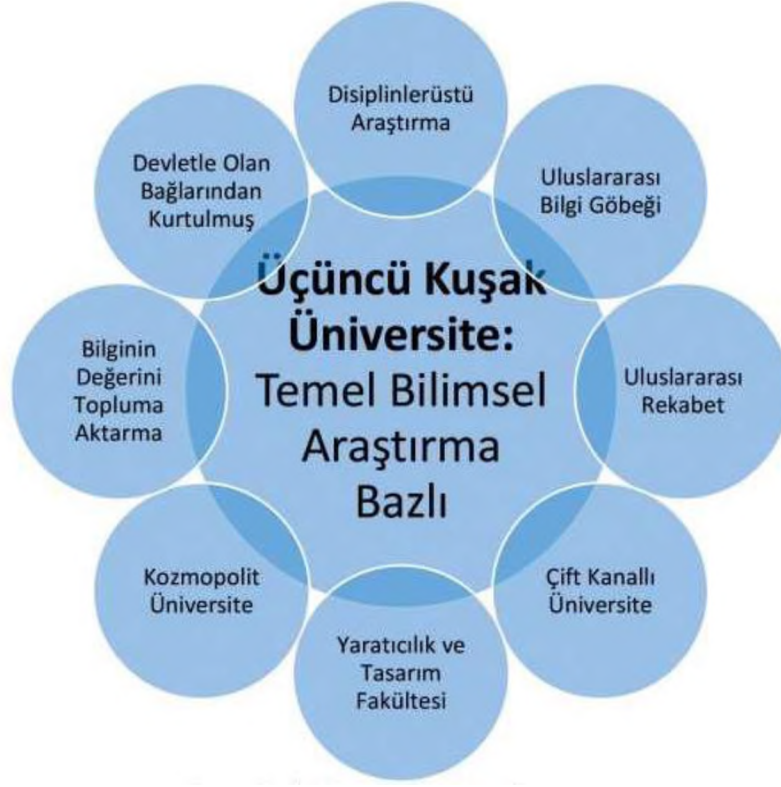 Üçüncü Kuşak
Üniversite:
Temel Bilimsel
Araştırma
Bazlı
Disiplinlerüstü
Araştırma
Uluslararası
Bilgi Göbeği
Uluslararası
Rekabet
Çift Kanallı
Üniversite
Yaratıcılık ve
Tasarım
Fakültesi
Kozmopolit
Üniversite
Bilginin
Değerini
Topluma
Aktarma
Devletle Olan
Bağlarından
Kurtulmuş